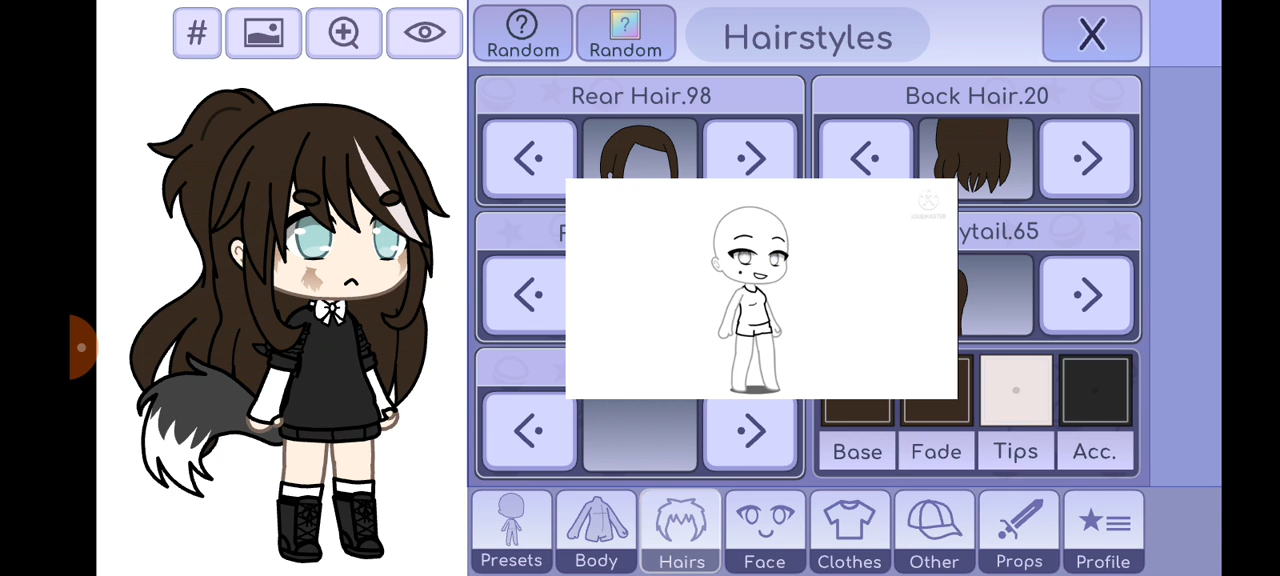 #
Random
Random
Hairstyles
X
Rear Hair.98
Back Hair.20
ytail.65
Base
Fade
Tips
Acc.
Presets
Body
Hairs
Face
Clothes
Other
Props
Profile